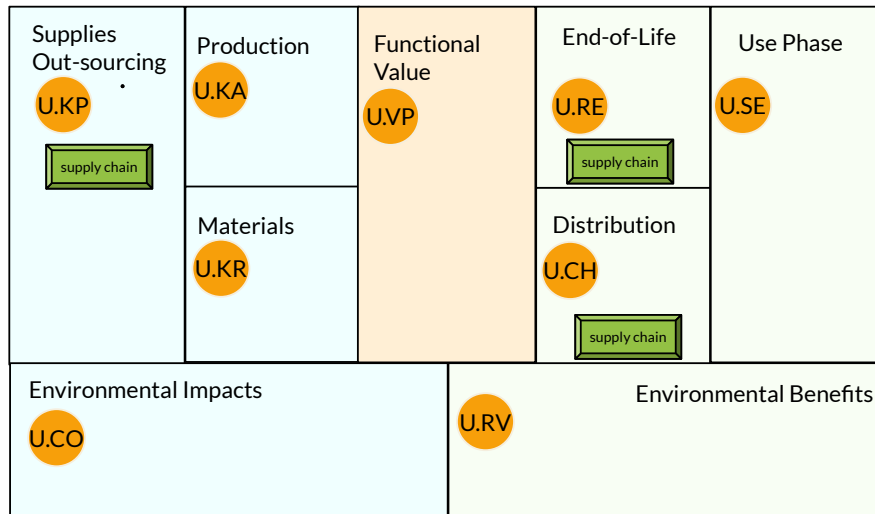 Supplies
Out-sourcing
U.KP
supply chain
Production
U.KA
Materials
U.KR
Functional
Value
U.VP
End-of-Life
U.RE
supply chain
Distribution
U.CH
supply chain
Use Phase
U.SE
Environmental Impacts
U.CO
Environmental Benefits
U.RV